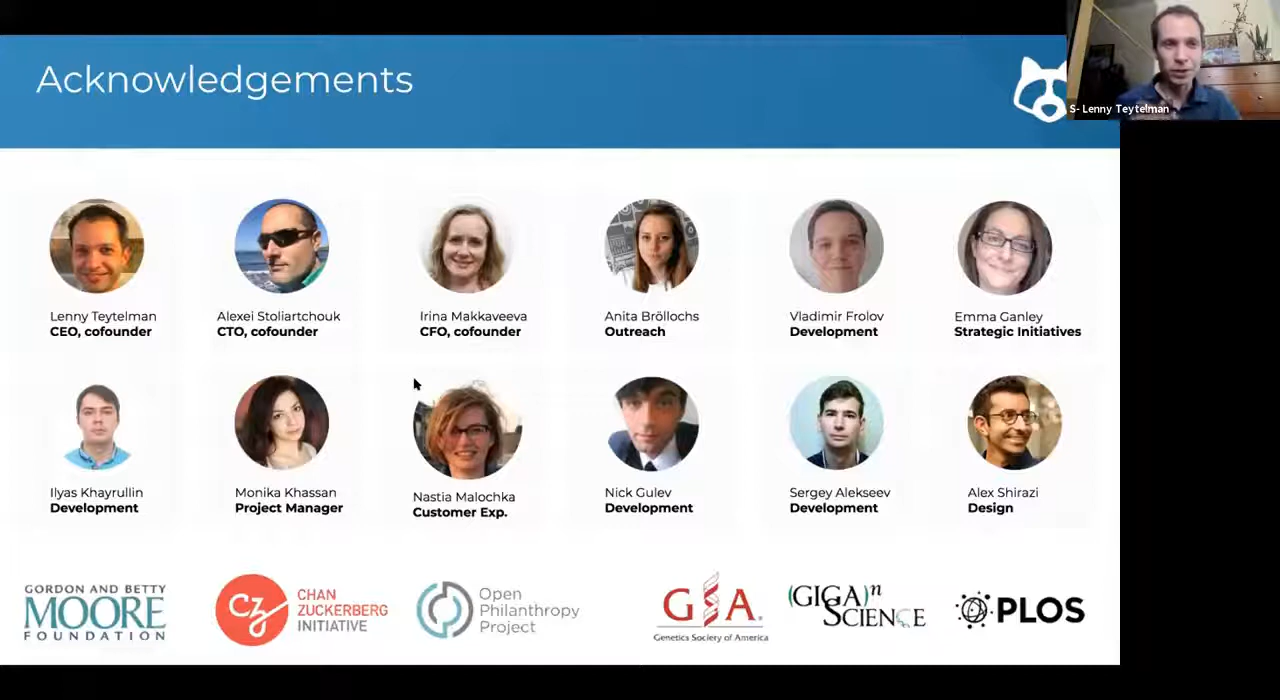 Acknowledgements
S- Lenny Teytelman
Lenny Teytelman
CEO, cofounder
Alexei Stoliartchouk
CTO, cofounder
Irina Makkaveeva
CFO, cofounder
Anita Bröllochs
Outreach
Vladimir Frolov
Development
Emma Ganley
Strategic Initiatives
Ilyas Khayrullin
Development
Monika Khassan
Project Manager
Nastia Malochka
Customer Exp.
Nick Gulev
Development
Sergey Alekseev
Development
Alex Shirazi
Design
GORDON AND BETTY
MOORE
FOUNDATION
CZ
CHAN
ZUCKERBERG
INITIATIVE
Open
Philanthropy
Project
GSA
Genetics Society of America
(GIGA)n
SCIENCE
PLOS